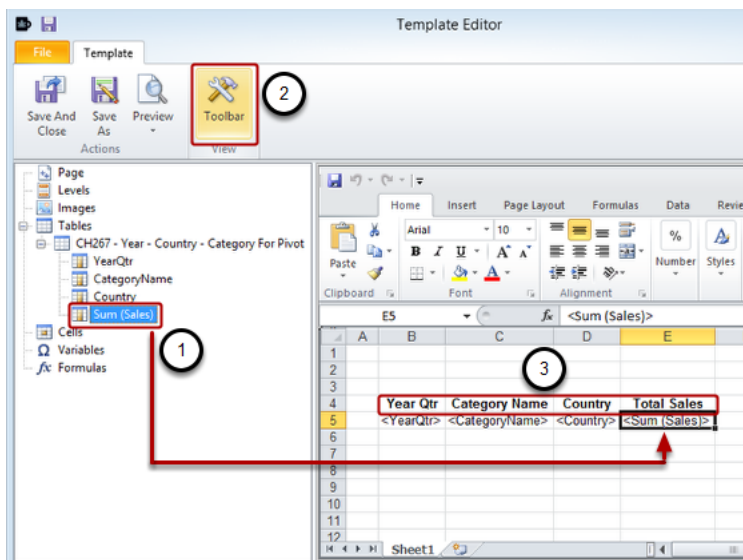 Template Editor
File Template
Save And Close
Save As
Preview
Toolbar
2
Actions
View
Page
Levels
Images
Tables
CH267 - Year - Country - Category For Pivot
YearQtr
CategoryName
Country
Sum (Sales)
Cells
Variables
fx Formulas
1
Home Insert Page Layout Formulas Data Revie
Paste
Arial 10
B I U A A
A
%
Number
A
Styles
Clipboard Font Alignment
E5 fx <Sum (Sales)>
A B C D E
1
2
3
3
4 Year Qtr Category Name Country Total Sales
5 <YearQtr> <CategoryName> <Country> <Sum (Sales)>
6
7
8
9
10
11
12
Sheet1